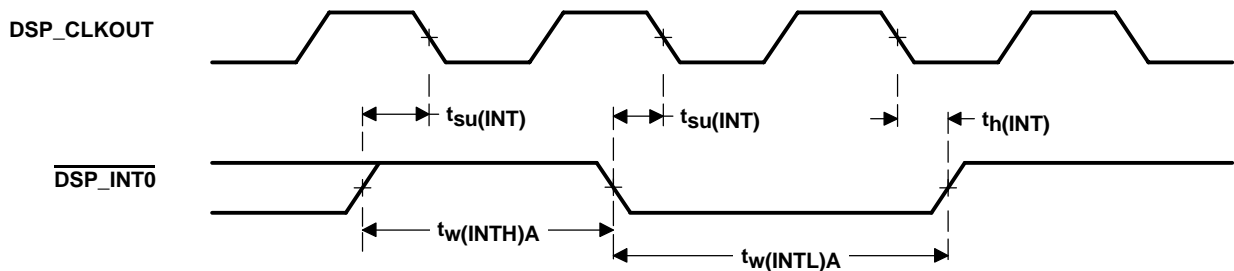 DSP_CLKOUT
tsu(INT)
tsu(INT)
th(INT)
DSP_INT0
tw(INTH)A
tw(INTL)A